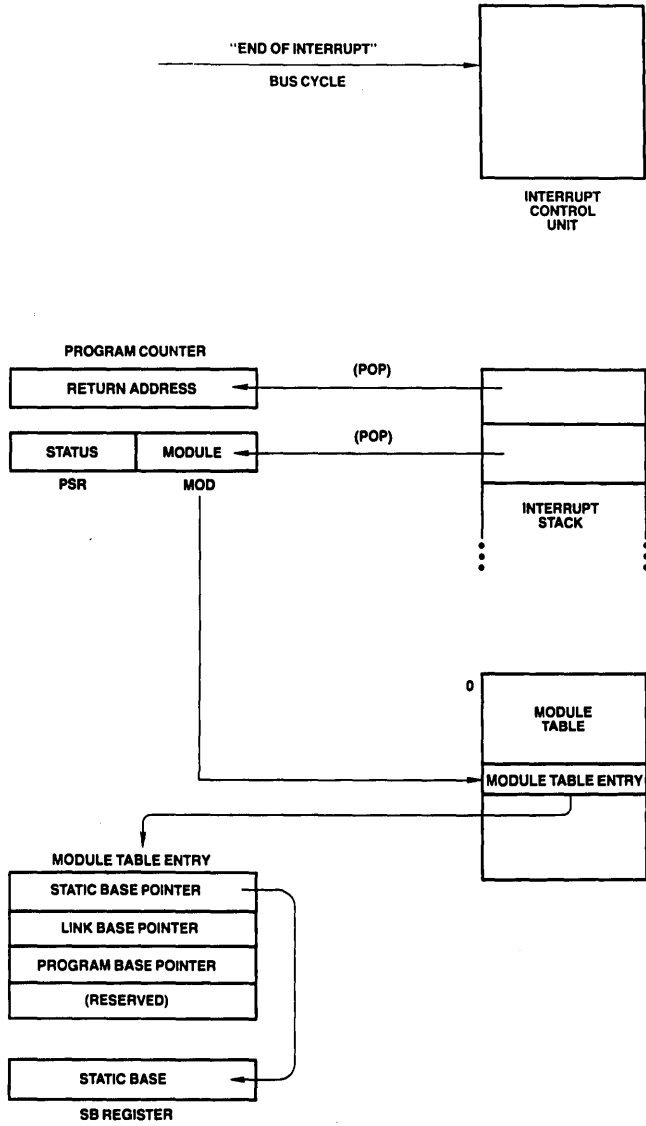 "END OF INTERRUPT"
BUS CYCLE
INTERRUPT
CONTROL
UNIT
PROGRAM COUNTER
RETURN ADDRESS
(POP)
STATUS
MODULE
(POP)
PSR
MOD
INTERRUPT
STACK
0
MODULE
TABLE
MODULE TABLE ENTRY
MODULE TABLE ENTRY
STATIC BASE POINTER
LINK BASE POINTER
PROGRAM BASE POINTER
(RESERVED)
STATIC BASE
SB REGISTER